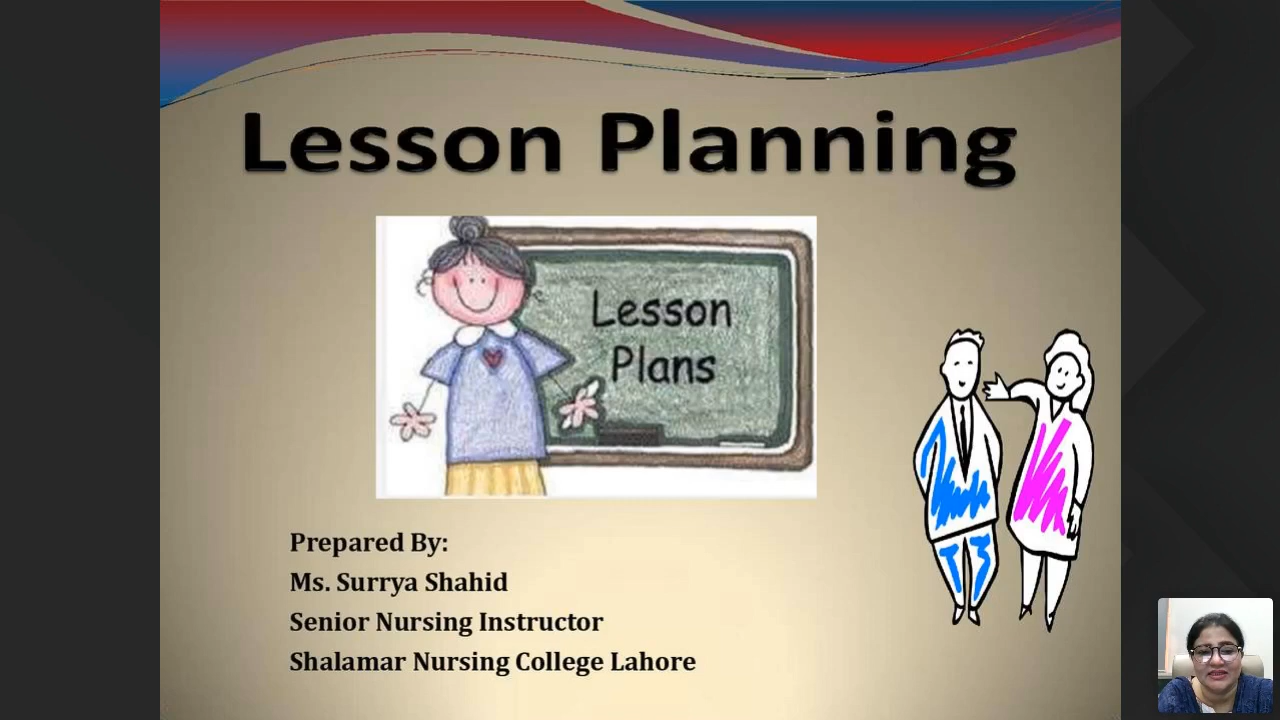 Lesson Planning
Lesson
Plans
Prepared By:
Ms. Surrya Shahid
Senior Nursing Instructor
Shalamar Nursing College Lahore